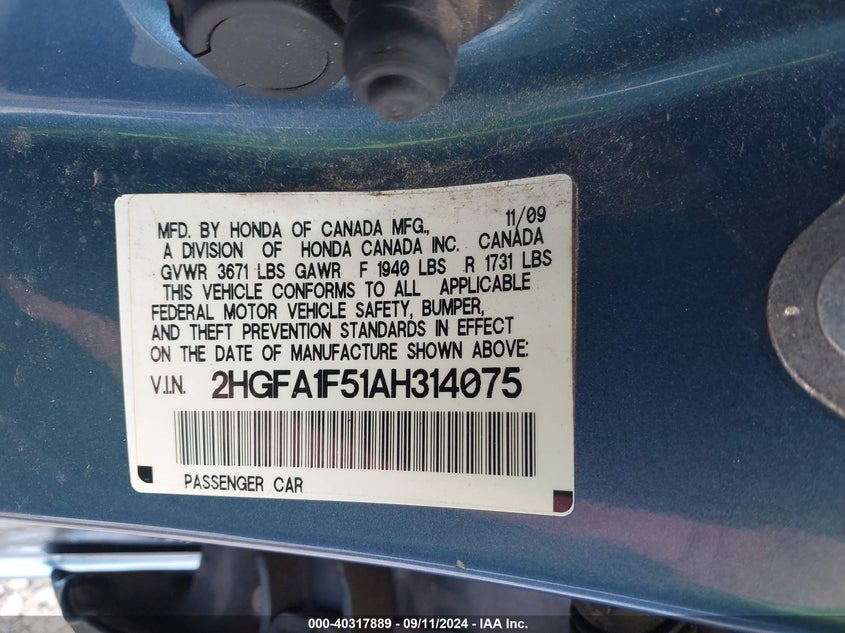 11/09
MFD. BY HONDA OF CANADA MFG.,
A DIVISION OF HONDA CANADA INC. CANADA
GVWR 3671 LBS GAWR F 1940 LBS R 1731 LBS
THIS VEHICLE CONFORMS TO ALL APPLICABLE
FEDERAL MOTOR VEHICLE SAFETY, BUMPER,
AND THEFT PREVENTION STANDARDS IN EFFECT
ON THE DATE OF MANUFACTURE SHOWN ABOVE:
V.I.N. 2HGFA1F51AH314075
PASSENGER CAR
000-40317889 - 09/11/2024 - IAA Inc.